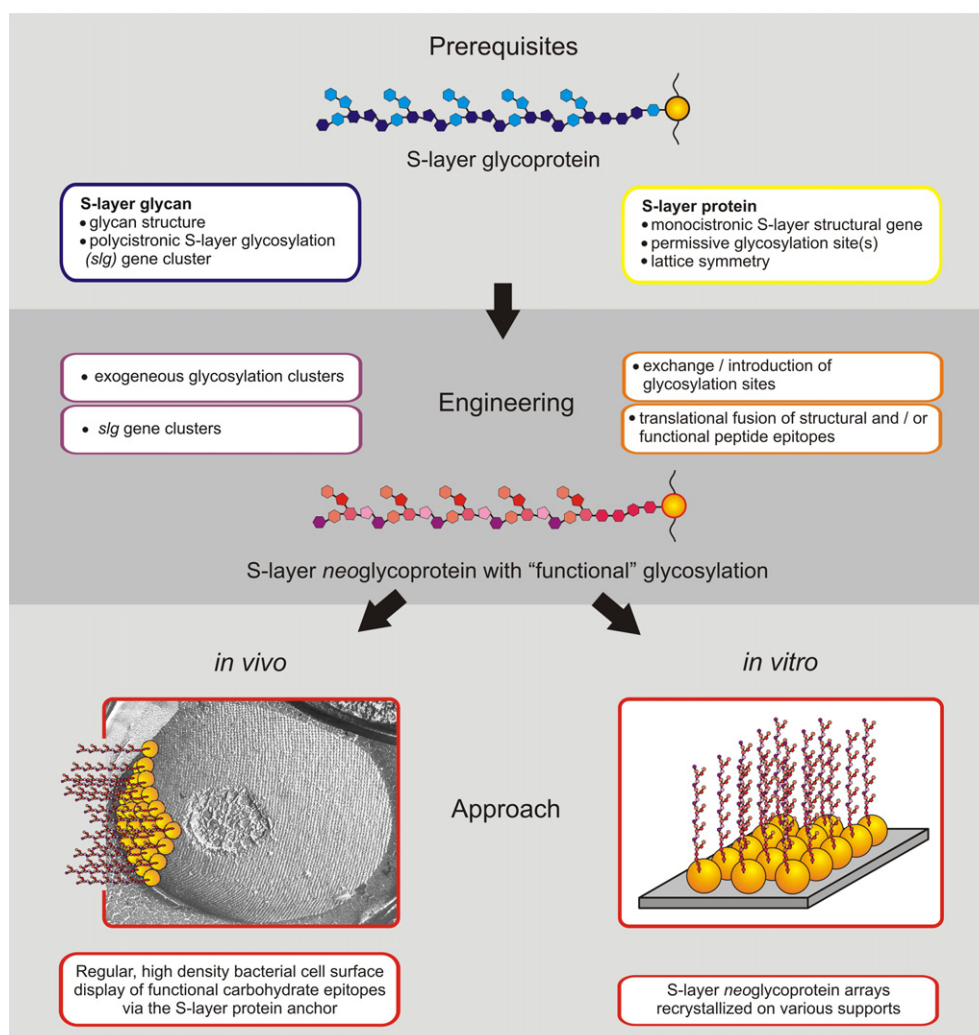 Prerequisites
S-layer glycoprotein
S-layer glycan
• glycan structure
• polycistronic S-layer glycosylation
(slg) gene cluster
S-layer protein
• monocistronic S-layer structural gene
• permissive glycosylation site(s)
• lattice symmetry
• exogeneous glycosylation clusters
• slg gene clusters
Engineering
• exchange / introduction of
glycosylation sites
• translational fusion of structural and / or
functional peptide epitopes
S-layer neoglycoprotein with “functional” glycosylation
in vivo
in vitro
Approach
Regular, high density bacterial cell surface
display of functional carbohydrate epitopes
via the S-layer protein anchor
S-layer neoglycoprotein arrays
recrystallized on various supports